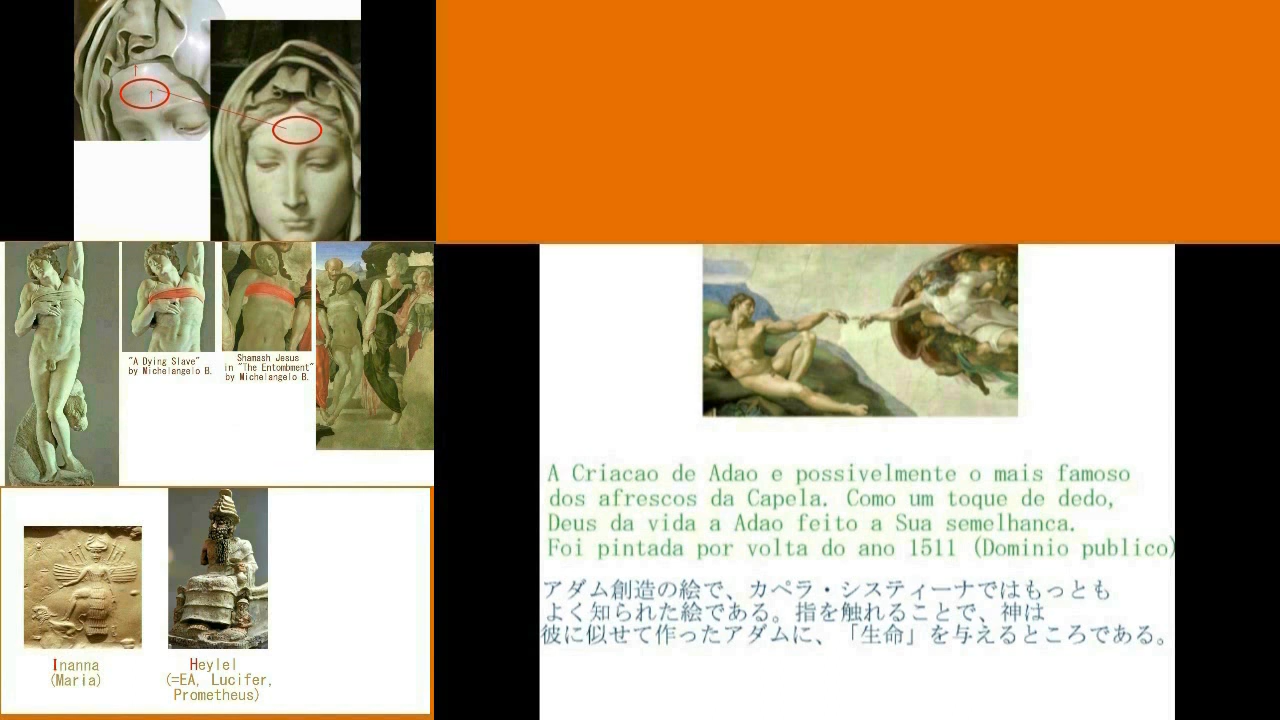 "A Dying Slave"
by Michelangelo B.
Shamash Jesus
in "The Entombment"
by Michelangelo B.
Inanna
(Maria)
Heylel
(=EA, Lucifer,
Prometheus)
A Criacao de Adao e possivelmente o mais famoso
dos afrescos da Capela. Como um toque de dedo,
Deus da vida a Adao feito a Sua semelhanca.
Foi pintada por volta do ano 1511 (Dominio publico)
アダム創造の絵で、カペラ・システィーナではもっとも
よく知られた絵である。指を触れることで、神は
彼に似せて作ったアダムに、「生命」を与えるところである。